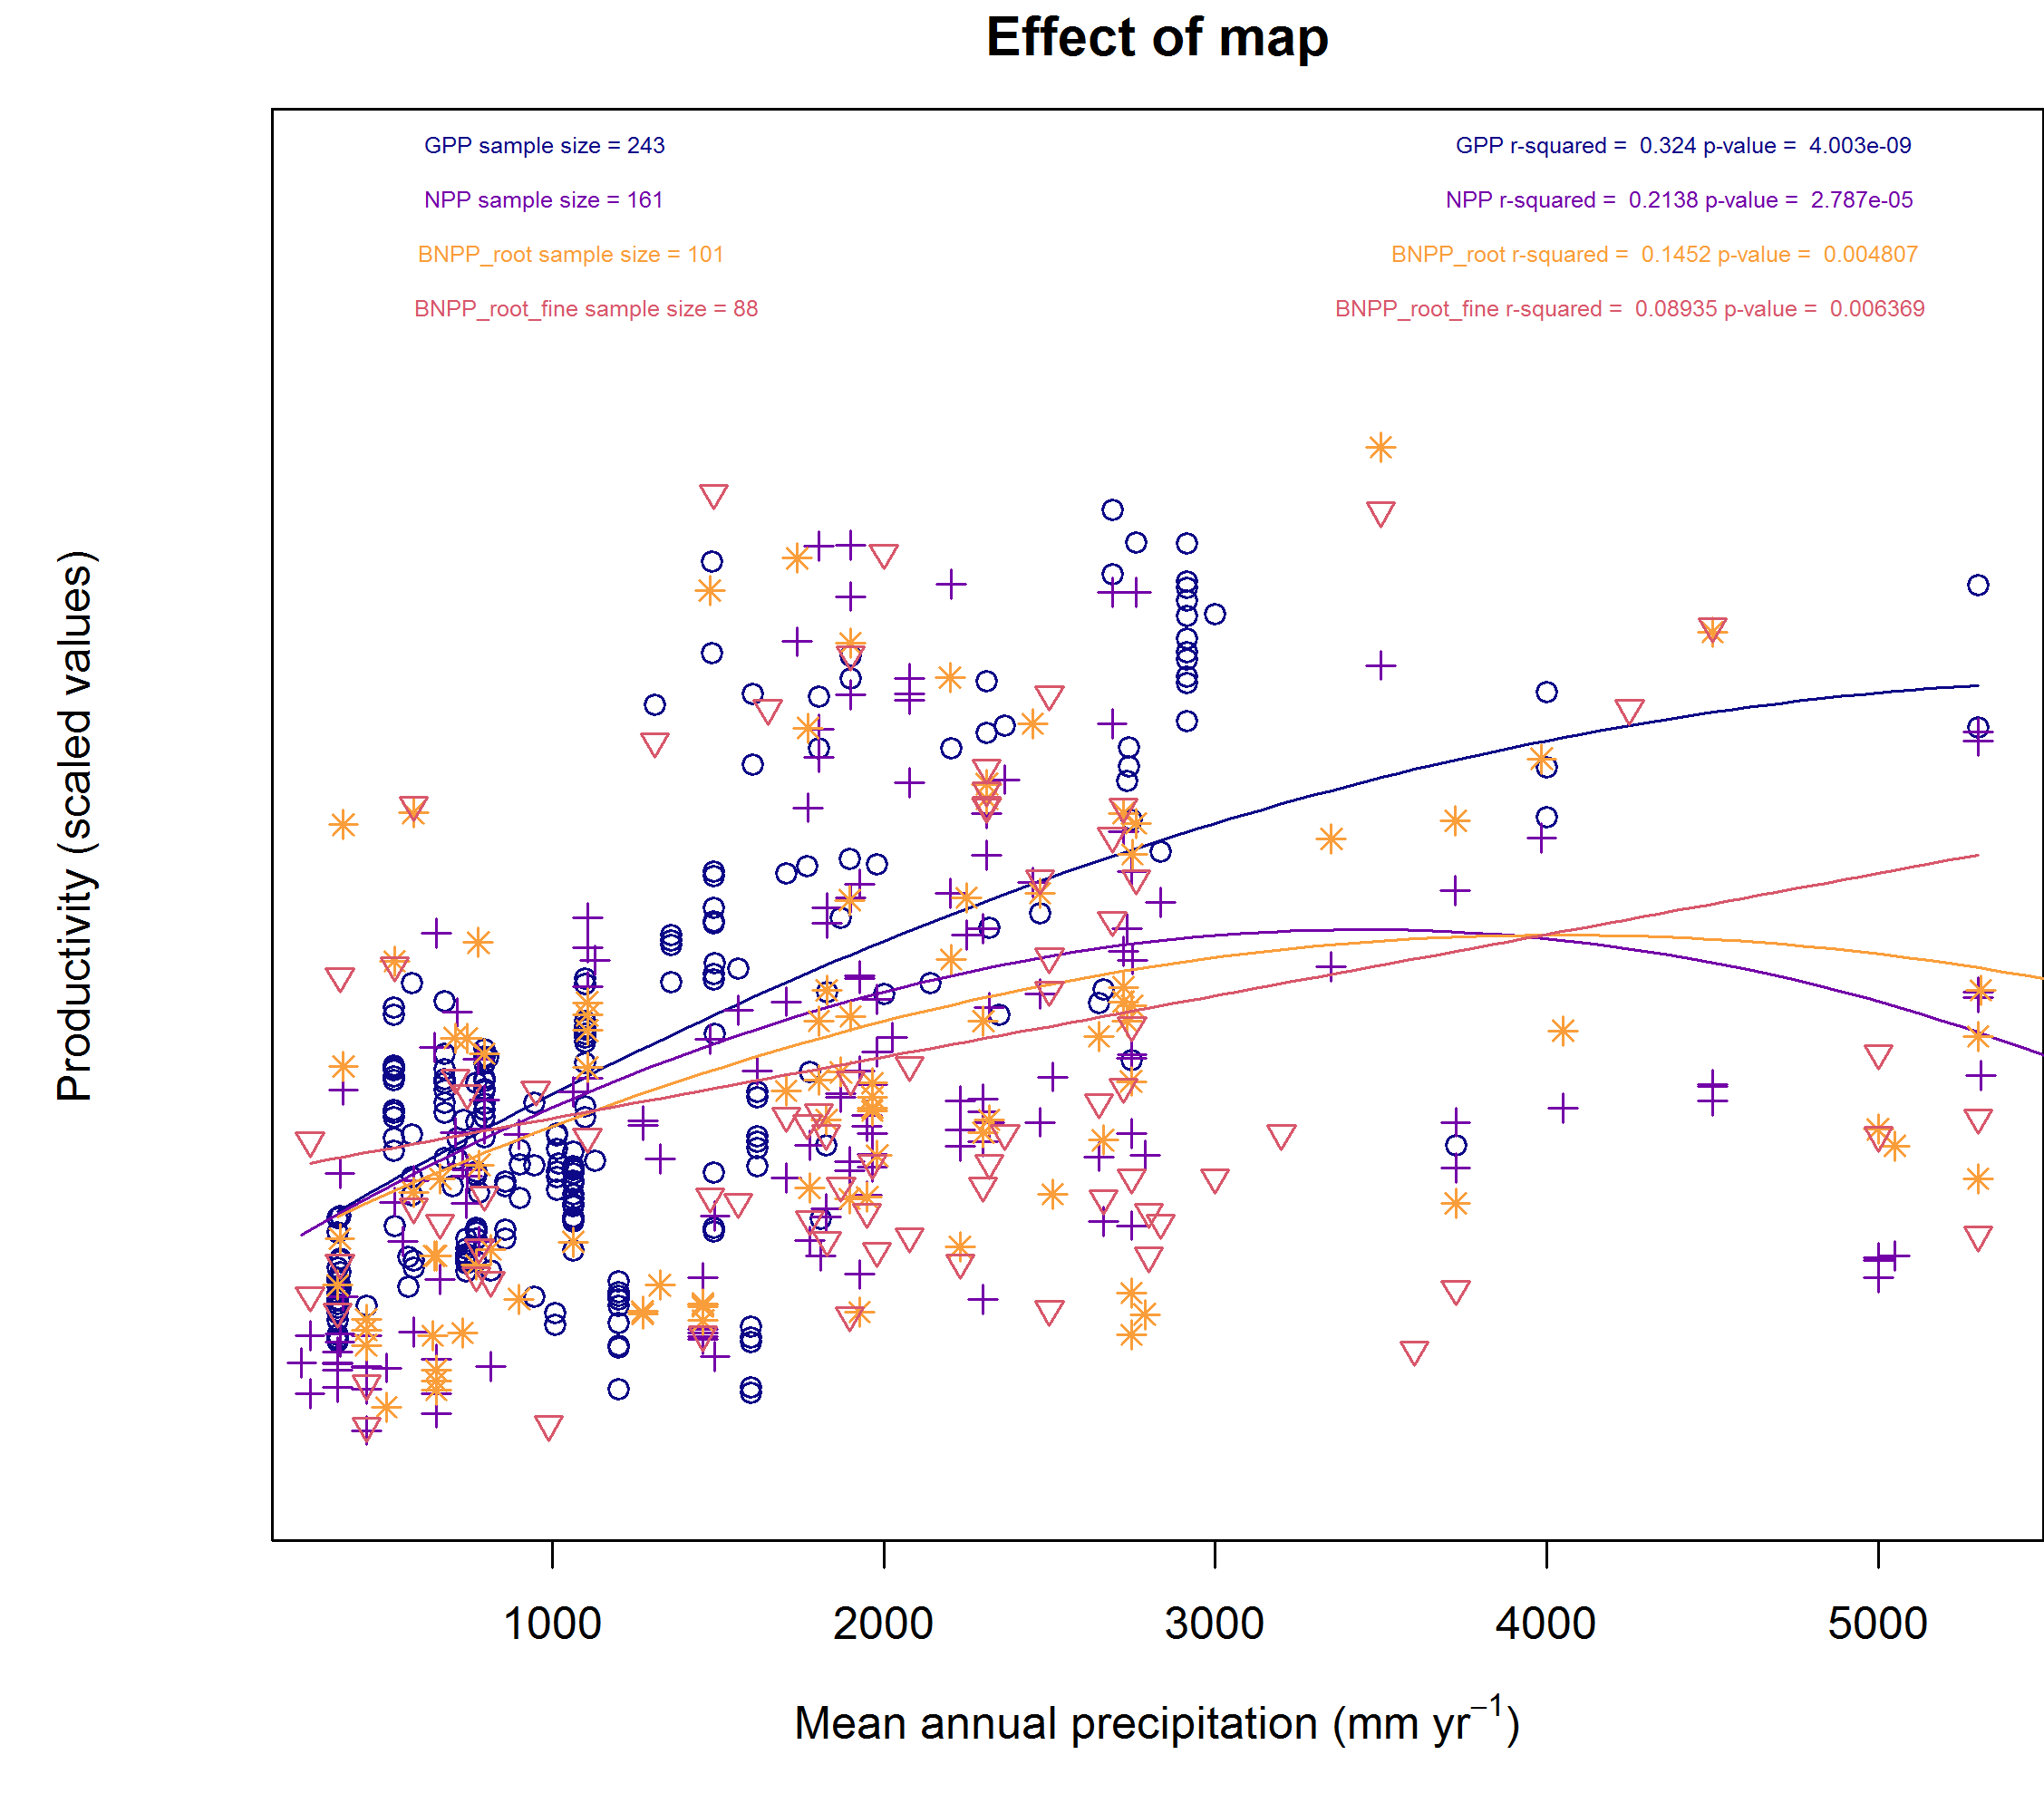 Effect of map
GPP sample size = 243
GPP r-squared = 0.324 p-value = 4.003e-09
NPP sample size = 161
NPP r-squared = 0.2138 p-value = 2.787e-05
BNPP_root sample size = 101
BNPP_root r-squared = 0.1452 p-value = 0.004807
BNPP_root_fine sample size = 88
BNPP_root_fine r-squared = 0.08935 p-value = 0.006369
Productivity (scaled values)
1000 2000 3000 4000 5000
Mean annual precipitation (mm yr⁻¹)